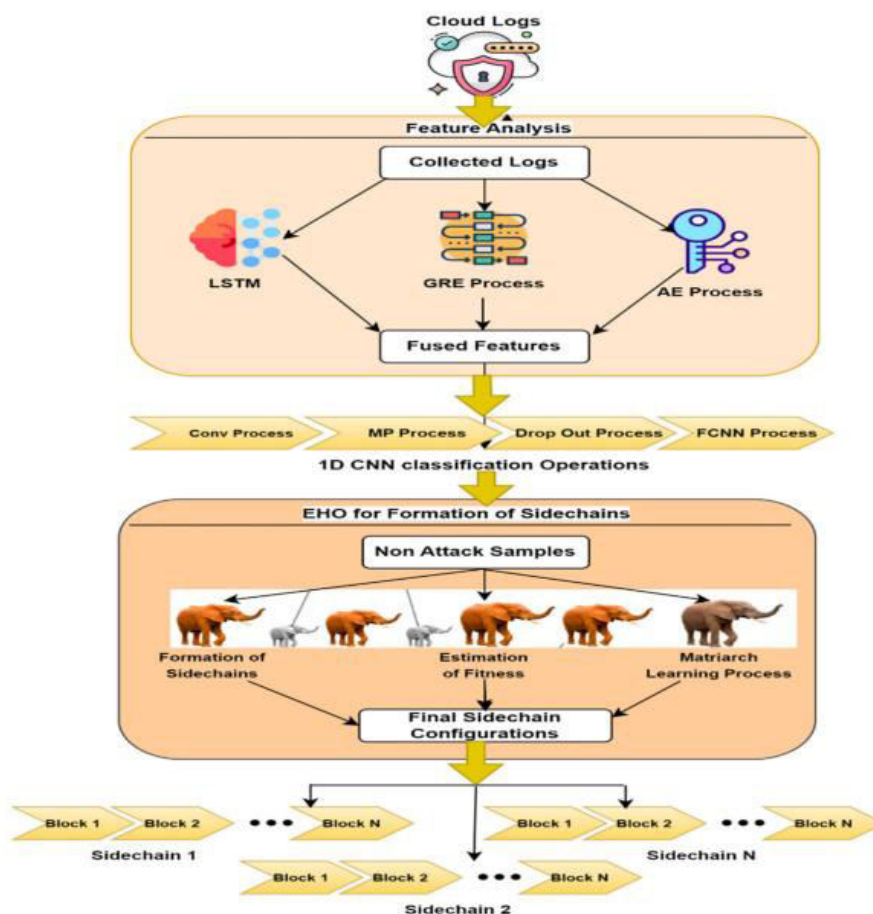 Cloud Logs
Feature Analysis
Collected Logs
LSTM
GRE Process
AE Process
Fused Features
Conv Process
MP Process
Drop Out Process
FCNN Process
1D CNN classification Operations
EHO for Formation of Sidechains
Non Attack Samples
Formation of
Sidechains
Estimation
of Fitness
Matriarch
Learning Process
Final Sidechain
Configurations
Block 1
Block 2
Block N
Sidechain 1
Block 1
Block 2
Block N
Sidechain N
Block 1
Block 2
Block N
Sidechain 2